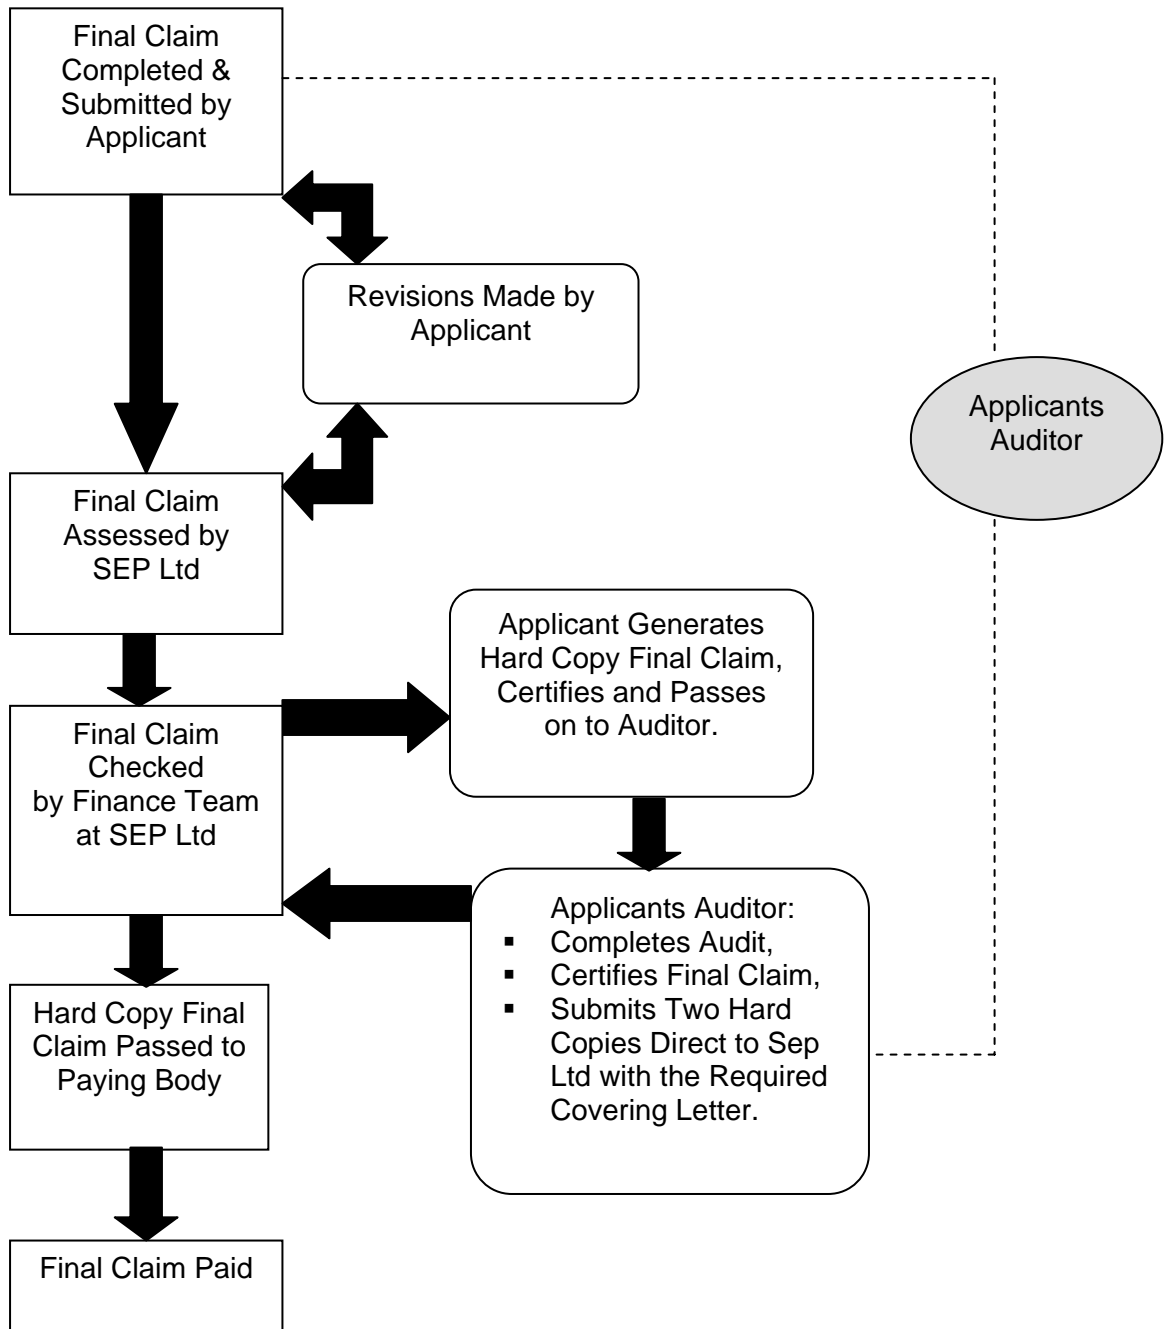 Final Claim
Completed &
Submitted by
Applicant
Revisions Made by
Applicant
Applicants
Auditor
Final Claim
Assessed by
SEP Ltd
Applicant Generates
Hard Copy Final Claim,
Certifies and Passes
on to Auditor.
Final Claim
Checked
by Finance Team
at SEP Ltd
Applicants Auditor:
▪ Completes Audit,
▪ Certifies Final Claim,
▪ Submits Two Hard
Copies Direct to Sep
Ltd with the Required
Covering Letter.
Hard Copy Final
Claim Passed to
Paying Body
Final Claim Paid